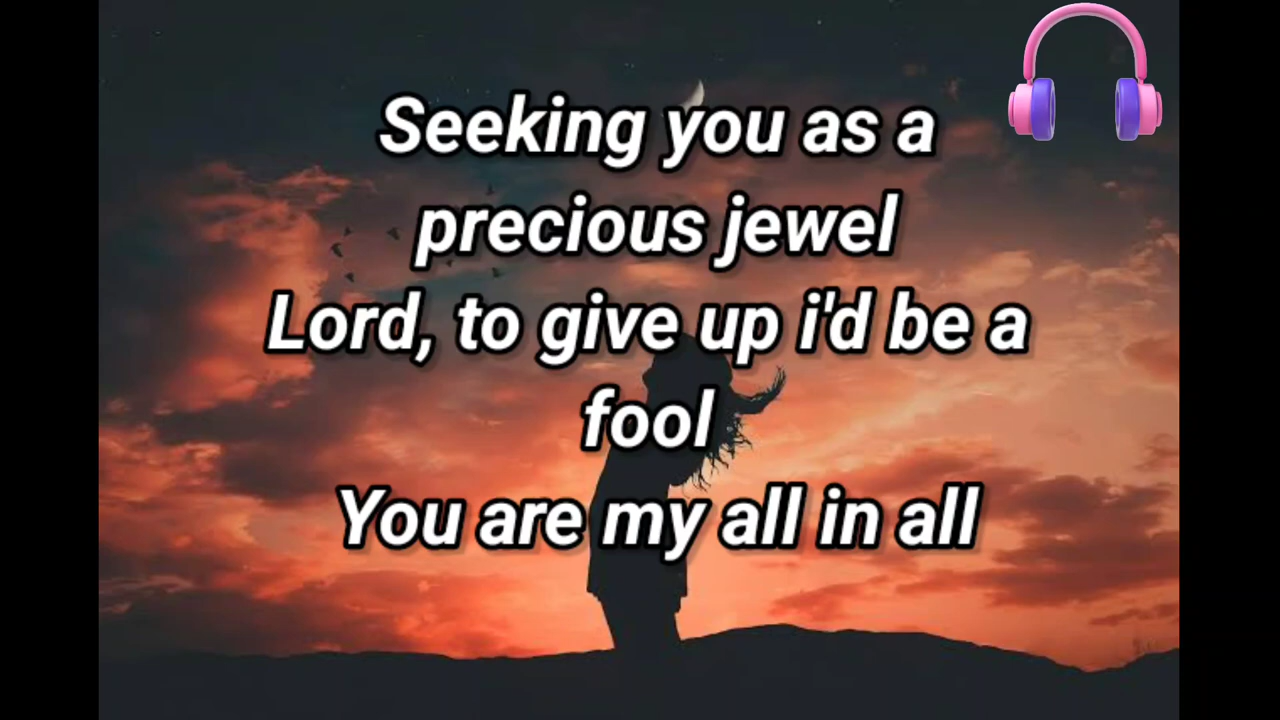 Seeking you as a
precious jewel
Lord, to give up i'd be a
fool
You are my all in all